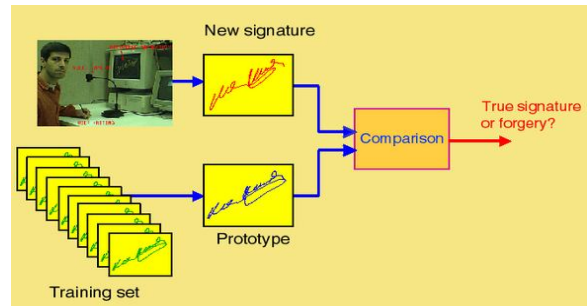 New signature
True signature
or forgery?
Comparison
Prototype
Training set